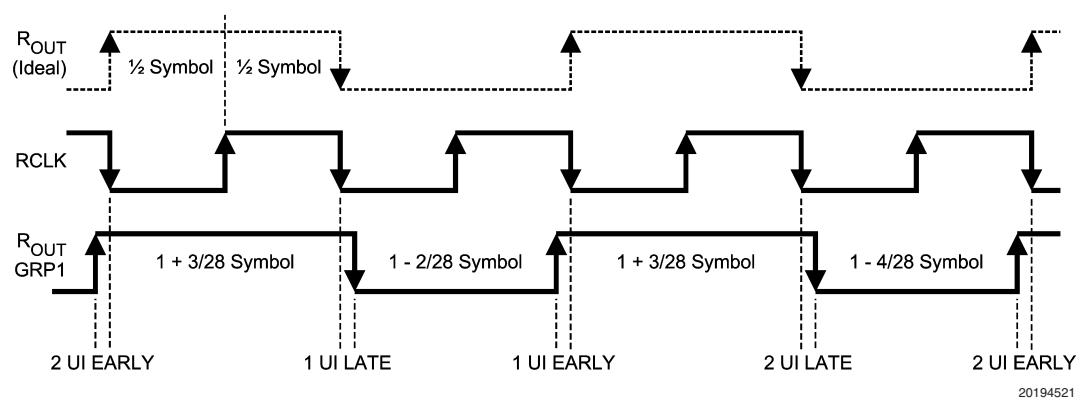 ROUT
(Ideal)
½ Symbol
½ Symbol
RCLK
ROUT
GRP1
1 + 3/28 Symbol
1 - 2/28 Symbol
1 + 3/28 Symbol
1 - 4/28 Symbol
2 UI EARLY
1 UI LATE
1 UI EARLY
2 UI LATE
2 UI EARLY
20194521